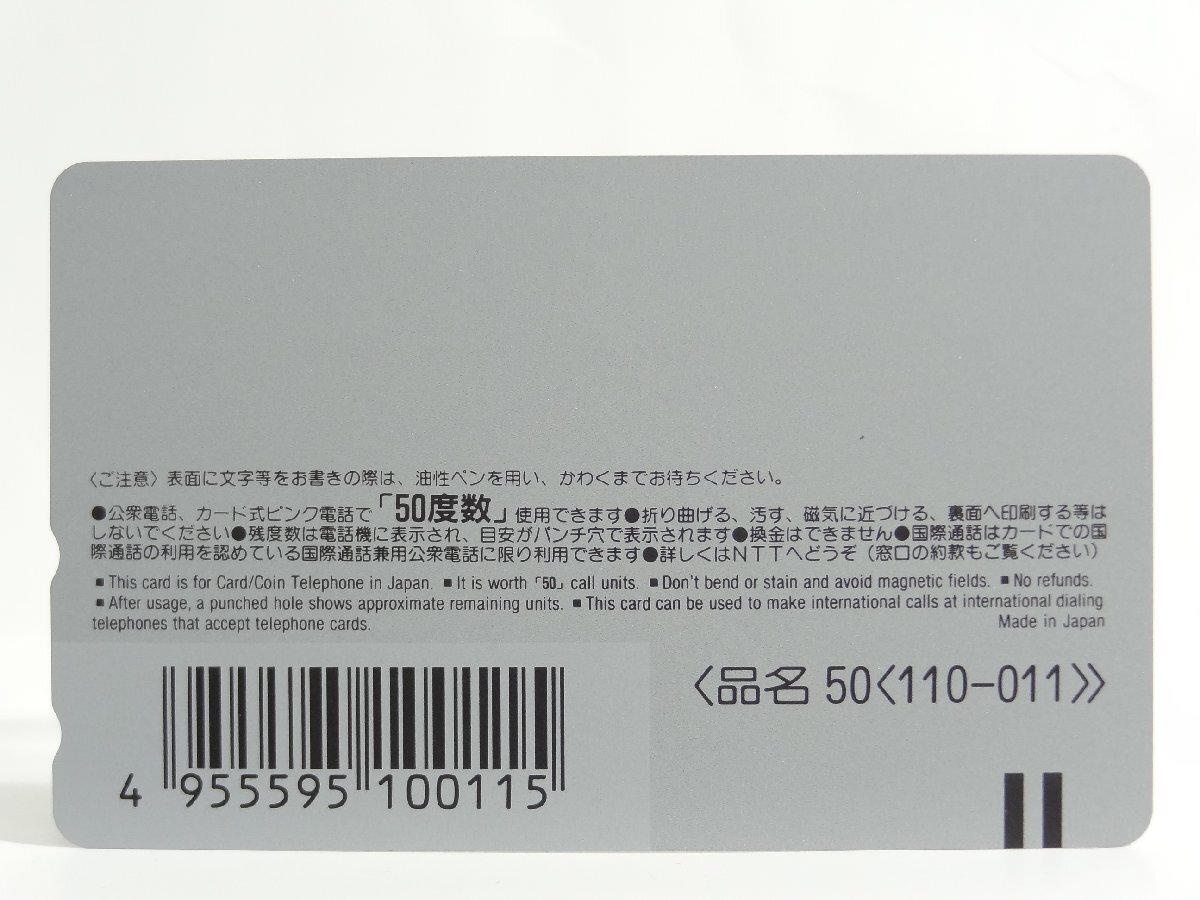 〈ご注意〉表面に文字等をお書きの際は、油性ペンを用い、かわくまでお待ちください。
●公衆電話、カード式ピンク電話で「50度数」使用できます●折り曲げる、汚す、磁気に近づける、裏面へ印刷する等は
しないでください●残度数は電話機に表示され、目安がパンチ穴で表示されます●換金はできません●国際通話はカードでの国
際通話の利用を認めている国際通話兼用公衆電話に限り利用できます●詳しくはNTTへどうぞ（窓口の約款もご覧ください）
■ This card is for Card/Coin Telephone in Japan. ■ It is worth「50」call units. ■ Don't bend or stain and avoid magnetic fields. ■ No refunds.
■ After usage, a punched hole shows approximate remaining units. ■ This card can be used to make international calls at international dialing
telephones that accept telephone cards. Made in Japan
〈品名 50〈110-011〉〉
4 955595 100115